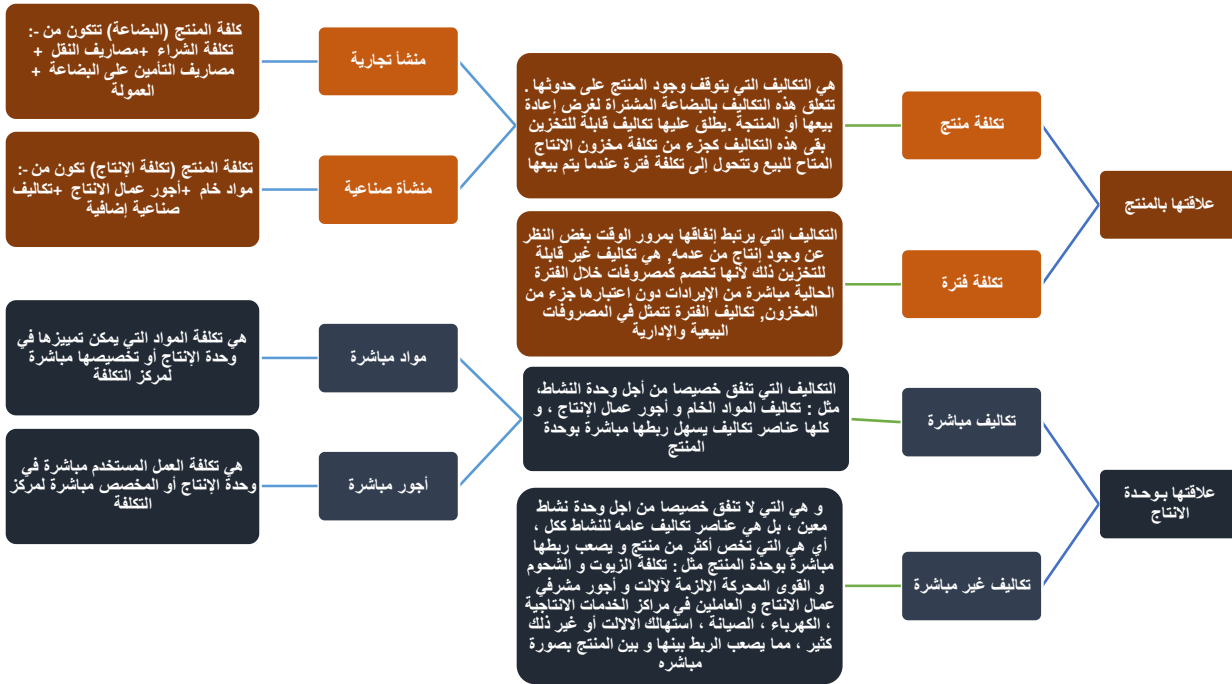 علاقتها بالمنتج
تكلفة منتج
هي التكاليف التي يتوقف وجود المنتج على حدوثها .
تتعلق هذه التكاليف بالبضاعة المشتراة لغرض إعادة
بيعها أو المنتجة .يطلق عليها تكاليف قابلة للتخزين
بقى هذه التكاليف كجزء من تكلفة مخزون الانتاج
المتاح للبيع وتتحول إلى تكلفة فترة عندما يتم بيعها
منشأ تجارية
كلفة المنتج (البضاعة) تتكون من :-
تكلفة الشراء +مصاريف النقل +
مصاريف التأمين على البضاعة +
العمولة
منشأة صناعية
تكلفة المنتج (تكلفة الإنتاج) تكون من :-
مواد خام +أجور عمال الانتاج +تكاليف
صناعية إضافية
تكلفة فترة
التكاليف التي يرتبط إنفاقها بمرور الوقت بغض النظر
عن وجود إنتاج من عدمه, هي تكاليف غير قابلة
للتخزين ذلك لأنها تخصم كمصروفات خلال الفترة
الحالية مباشرة من الإيرادات دون اعتبارها جزء من
المخزون, تكاليف الفترة تتمثل في المصروفات
البيعية والإدارية
علاقتها بوحدة
الانتاج
تكاليف مباشرة
التكاليف التي تنفق خصيصا من أجل وحدة النشاط،
مثل : تكاليف المواد الخام و أجور عمال الإنتاج ، و
كلها عناصر تكاليف يسهل ربطها مباشرة بوحدة
المنتج
مواد مباشرة
هي تكلفة المواد التي يمكن تمييزها في
وحدة الإنتاج أو تخصيصها مباشرة
لمركز التكلفة
أجور مباشرة
هي تكلفة العمل المستخدم مباشرة في
وحدة الإنتاج أو المخصص مباشرة لمركز
التكلفة
تكاليف غير مباشرة
و هي التي لا تنفق خصيصا من اجل وحدة نشاط
معين ، بل هي عناصر تكاليف عامه للنشاط ككل ،
أي هي التي تخص أكثر من منتج و يصعب ربطها
مباشرة بوحدة المنتج مثل : تكلفة الزيوت و الشحوم
و القوى المحركة الالزمة لآلالت و أجور مشرفي
عمال الانتاج و العاملين في مراكز الخدمات الانتاجية
، الكهرباء ، الصيانة ، استهالك الالالت أو غير ذلك
كثير ، مما يصعب الربط بينها و بين المنتج بصورة
مباشره